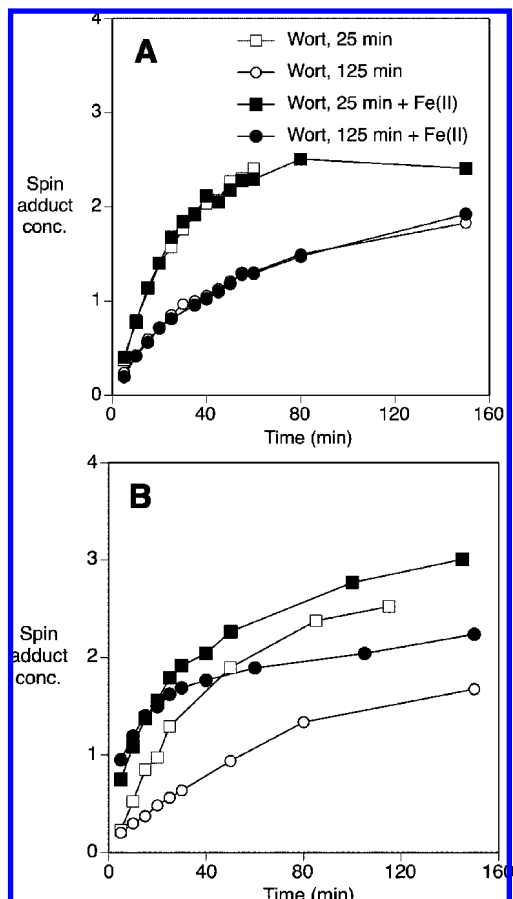 A
Wort, 25 min
Wort, 125 min
Wort, 25 min + Fe(II)
Wort, 125 min + Fe(II)
4
3
2
1
0
Spin
adduct
conc.
0 40 80 120 160
Time (min)
B
4
3
2
1
0
Spin
adduct
conc.
0 40 80 120 160
Time (min)